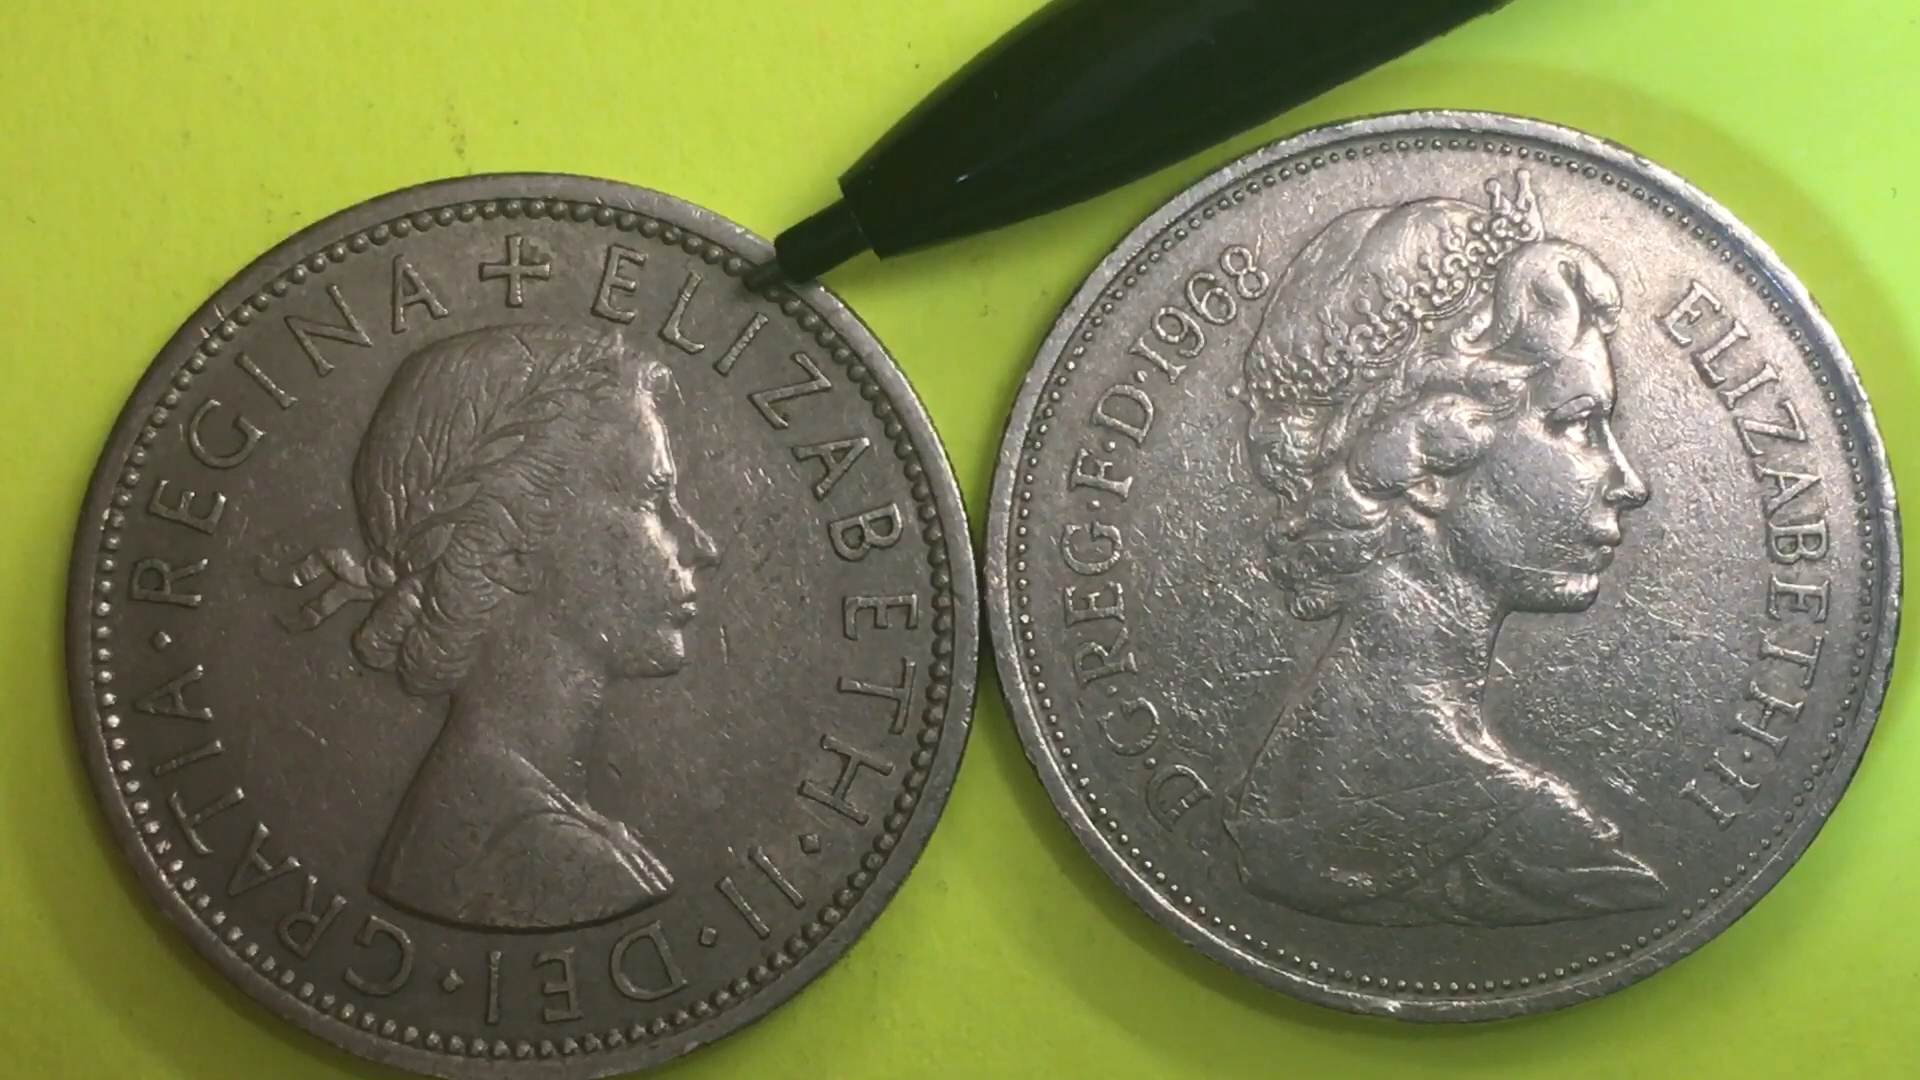 + ELIZABETH·II·DEI·GRATIA·REGINA
D·G·REG·F·D·1968 ELIZABETH·II